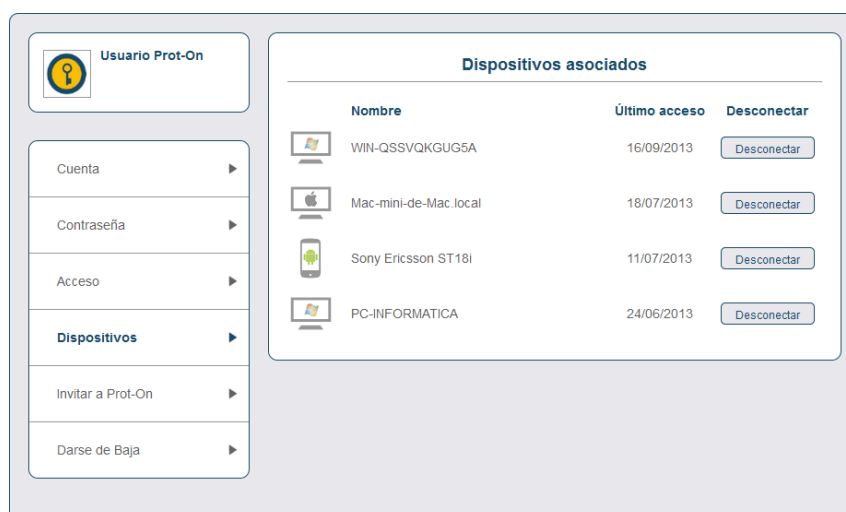 Usuario Prot-On
Cuenta
Contraseña
Acceso
Dispositivos
Invitar a Prot-On
Darse de Baja
Dispositivos asociados
Nombre Último acceso Desconectar
WIN-QSSVQKGUG5A 16/09/2013 Desconectar
Mac-mini-de-Mac.local 18/07/2013 Desconectar
Sony Ericsson ST18i 11/07/2013 Desconectar
PC-INFORMATICA 24/06/2013 Desconectar